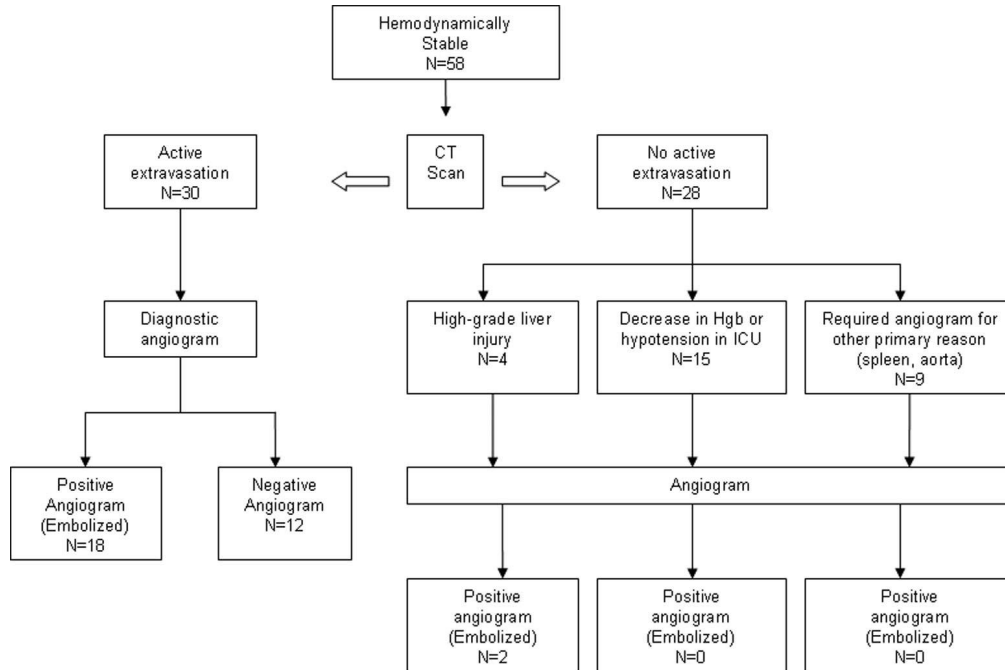 Hemodynamically
Stable
N=58
Active
extravasation
N=30
CT
Scan
No active
extravasation
N=28
Diagnostic
angiogram
High-grade liver
injury
N=4
Decrease in Hgb or
hypotension in ICU
N=15
Required angiogram for
other primary reason
(spleen, aorta)
N=9
Positive
Angiogram
(Embolized)
N=18
Negative
Angiogram
N=12
Angiogram
Positive
angiogram
(Embolized)
N=2
Positive
angiogram
(Embolized)
N=0
Positive
angiogram
(Embolized)
N=0